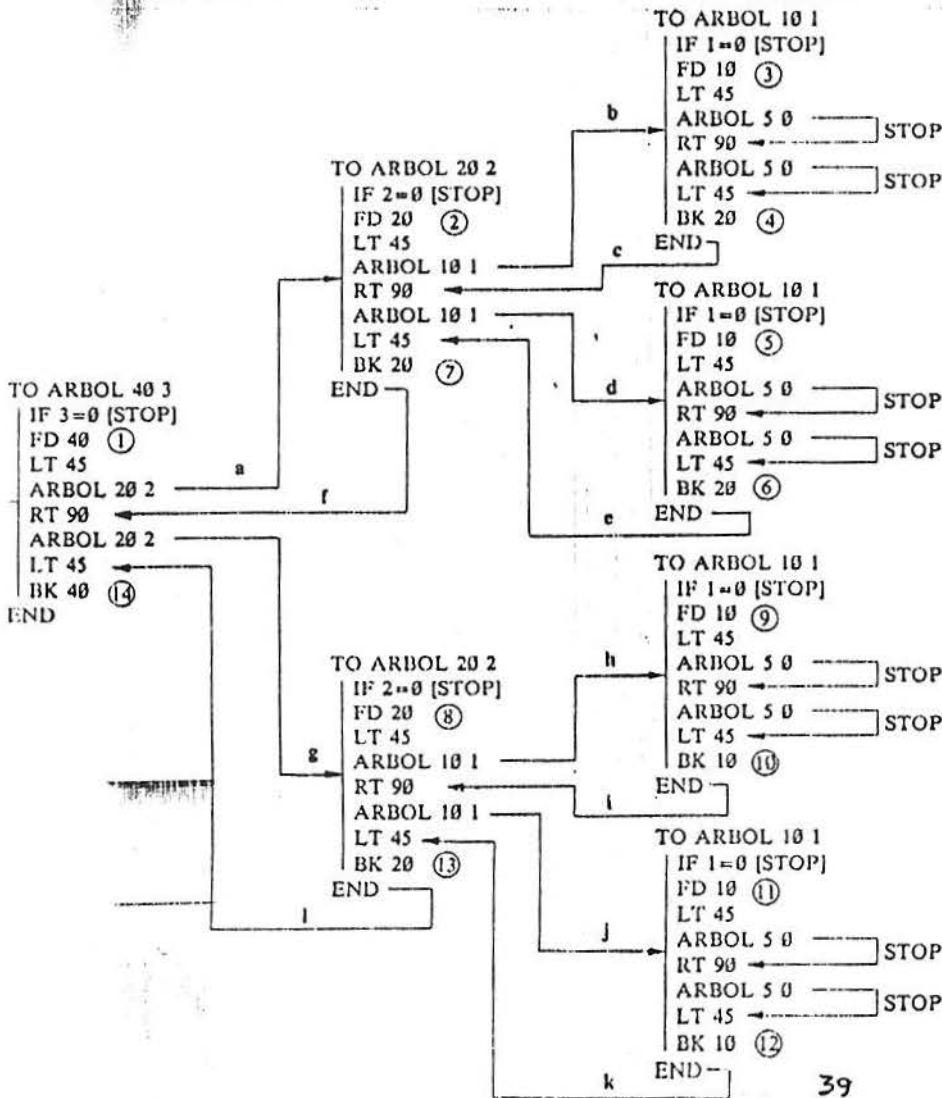 TO ARBOL 40 3
IF 3=0 [STOP]
FD 40 ①
LT 45
ARBOL 20 2
RT 90
ARBOL 20 2
LT 45
BK 40 ⑭
END
a
f
g
l
TO ARBOL 20 2
IF 2=0 [STOP]
FD 20 ②
LT 45
ARBOL 10 1
RT 90
ARBOL 10 1
LT 45
BK 20 ⑦
END
b
c
d
e
TO ARBOL 10 1
IF 1=0 [STOP]
FD 10 ③
LT 45
ARBOL 5 0
RT 90
STOP
ARBOL 5 0
LT 45
STOP
BK 20 ④
END
TO ARBOL 10 1
IF 1=0 [STOP]
FD 10 ⑤
LT 45
ARBOL 5 0
RT 90
STOP
ARBOL 5 0
LT 45
STOP
BK 20 ⑥
END
TO ARBOL 20 2
IF 2=0 [STOP]
FD 20 ⑧
LT 45
ARBOL 10 1
RT 90
ARBOL 10 1
LT 45
BK 20 ⑬
END
h
i
j
k
TO ARBOL 10 1
IF 1=0 [STOP]
FD 10 ⑨
LT 45
ARBOL 5 0
RT 90
STOP
ARBOL 5 0
LT 45
STOP
BK 10 ⑩
END
TO ARBOL 10 1
IF 1=0 [STOP]
FD 10 ⑪
LT 45
ARBOL 5 0
RT 90
STOP
ARBOL 5 0
LT 45
STOP
BK 10 ⑫
END
39